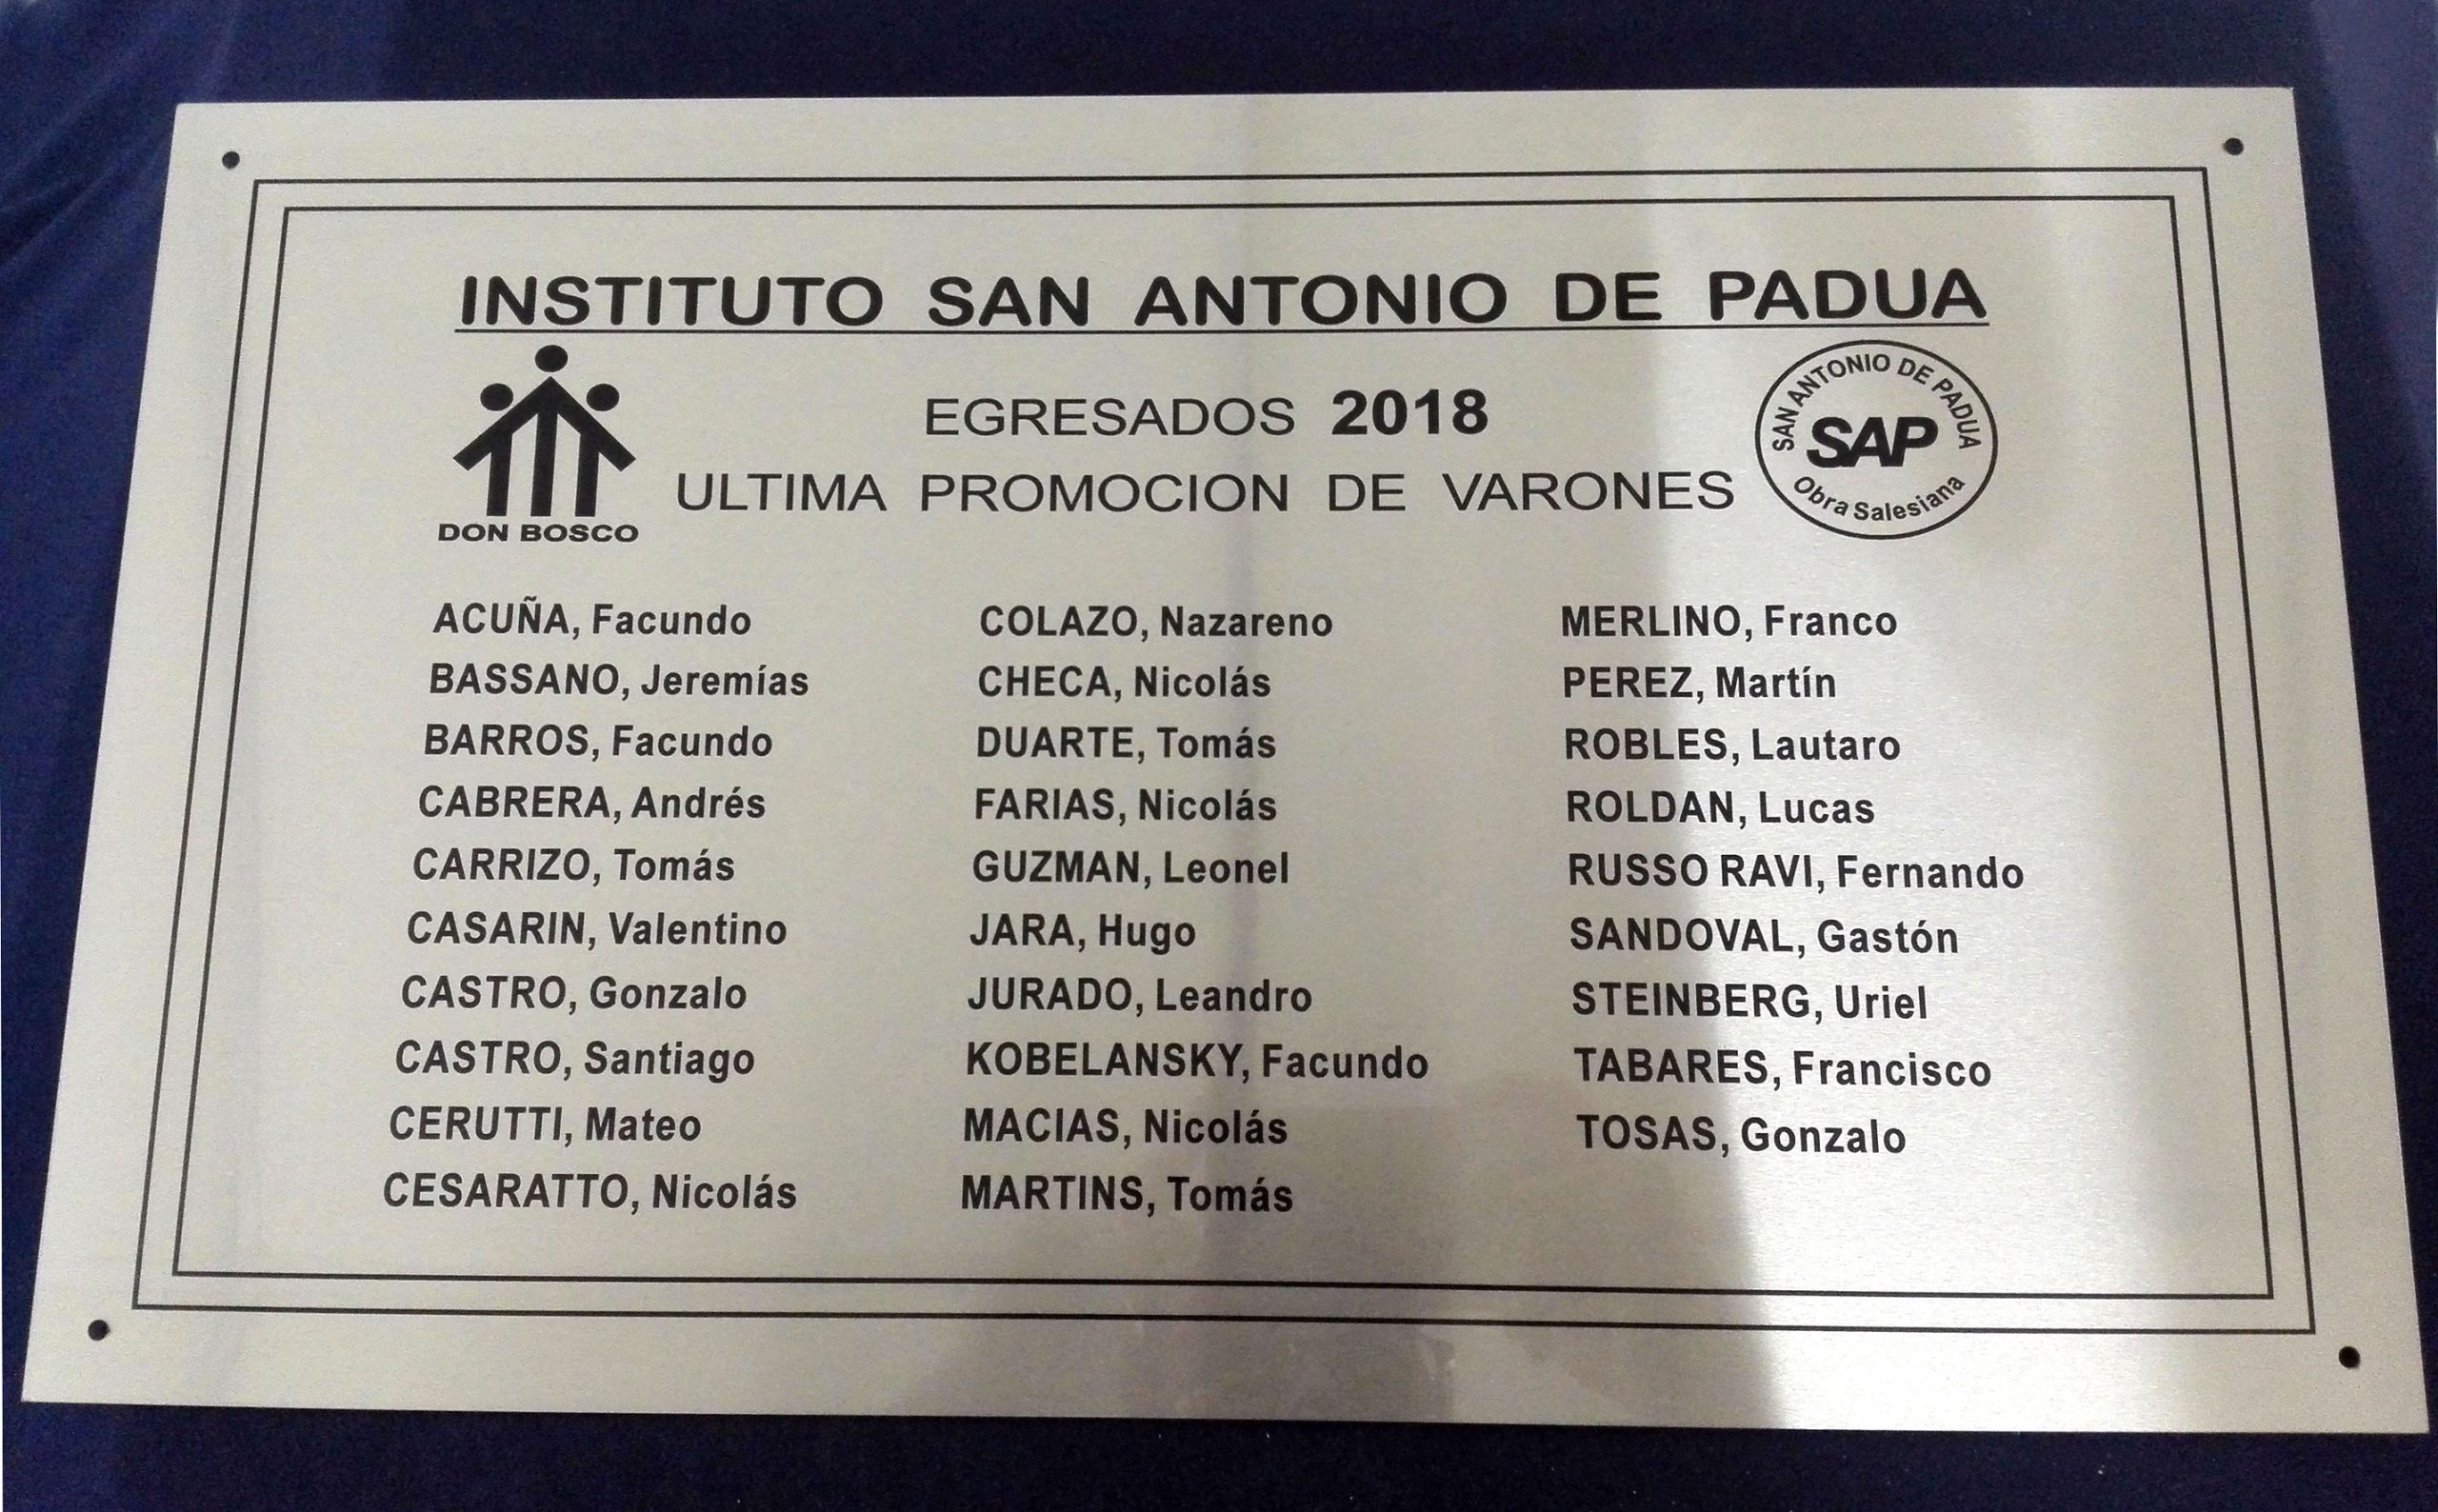 INSTITUTO SAN ANTONIO DE PADUA
DON BOSCO
EGRESADOS 2018
ULTIMA PROMOCION DE VARONES
SAN ANTONIO DE PADUA
SAP
Obra Salesiana
ACUÑA, Facundo
BASSANO, Jeremías
BARROS, Facundo
CABRERA, Andrés
CARRIZO, Tomás
CASARIN, Valentino
CASTRO, Gonzalo
CASTRO, Santiago
CERUTTI, Mateo
CESARATTO, Nicolás
COLAZO, Nazareno
CHECA, Nicolás
DUARTE, Tomás
FARIAS, Nicolás
GUZMAN, Leonel
JARA, Hugo
JURADO, Leandro
KOBELANSKY, Facundo
MACIAS, Nicolás
MARTINS, Tomás
MERLINO, Franco
PEREZ, Martín
ROBLES, Lautaro
ROLDAN, Lucas
RUSSO RAVI, Fernando
SANDOVAL, Gastón
STEINBERG, Uriel
TABARES, Francisco
TOSAS, Gonzalo